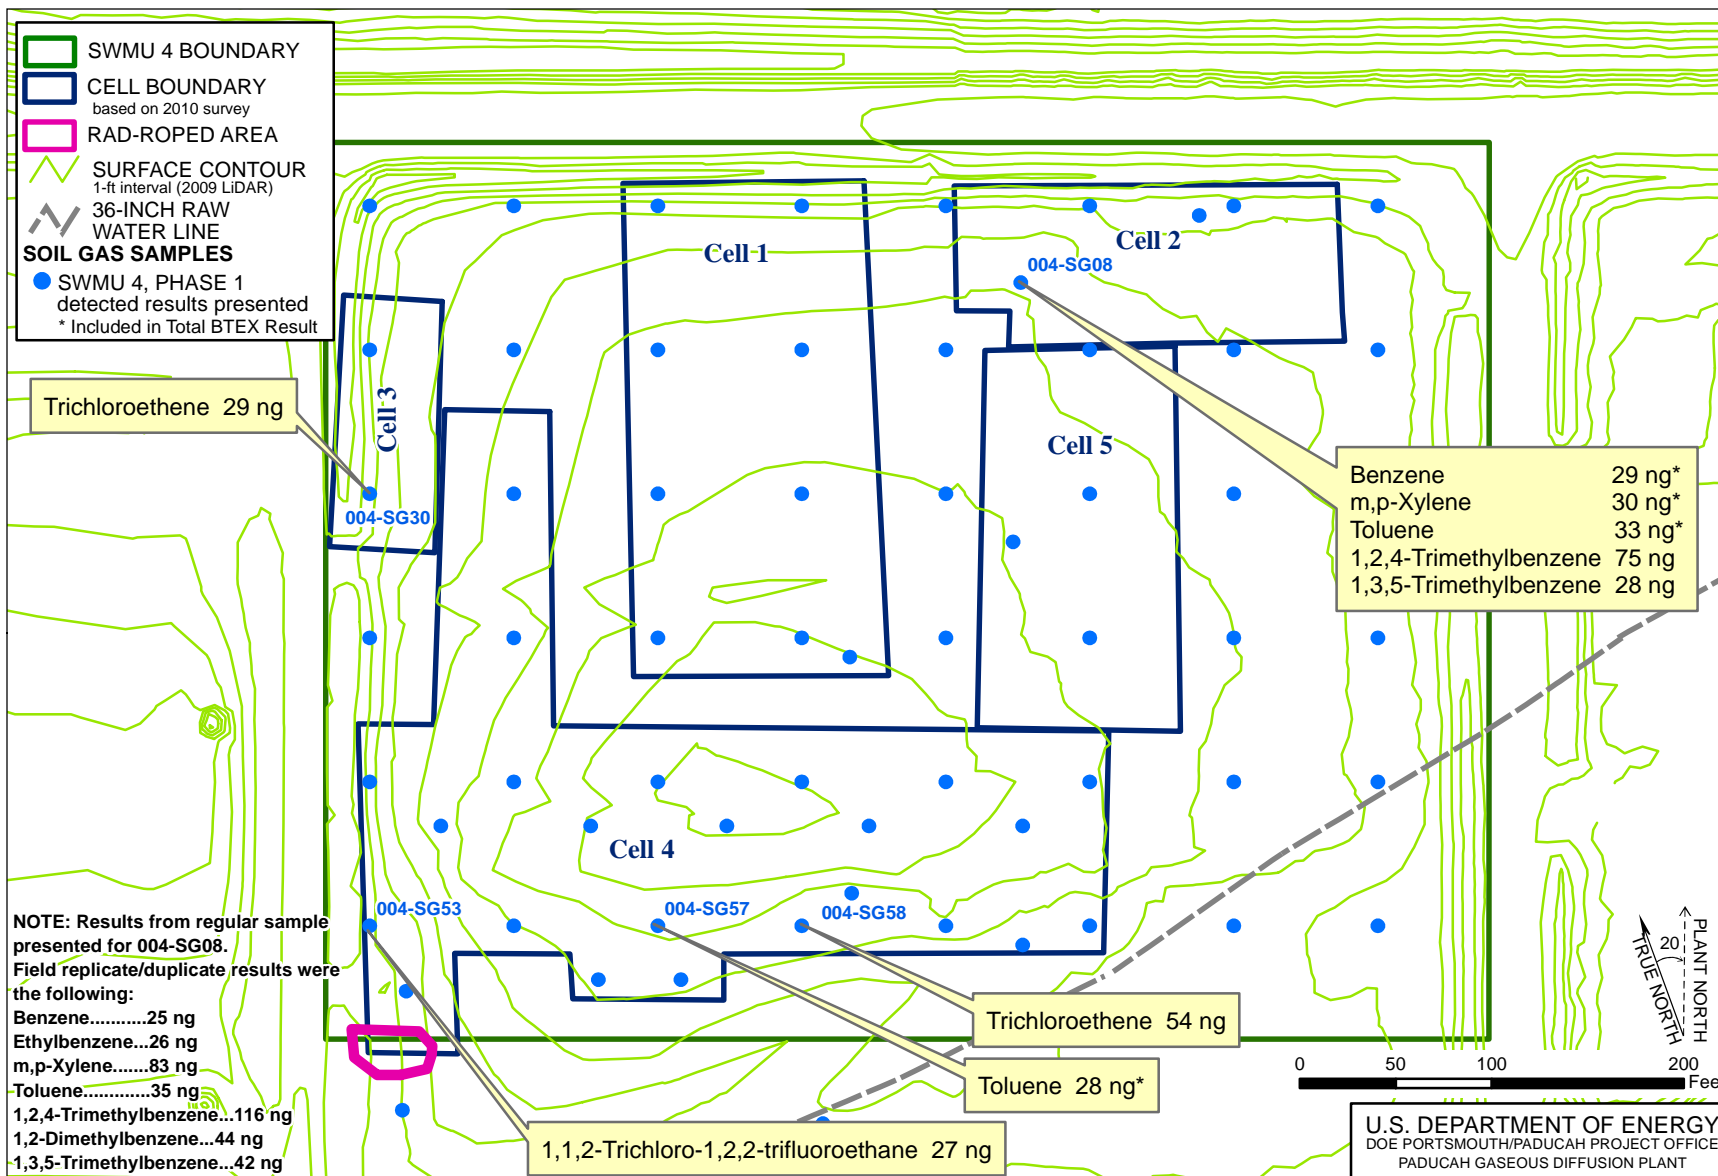 SWMU 4 BOUNDARY
CELL BOUNDARY
based on 2010 survey
RAD-ROPED AREA
SURFACE CONTOUR
1-ft interval (2009 LiDAR)
36-INCH RAW
WATER LINE
SOIL GAS SAMPLES
SWMU 4, PHASE 1
detected results presented
* Included in Total BTEX Result
Cell 1
Cell 2
004-SG08
Trichloroethene 29 ng
Cell 3
004-SG30
Cell 5
Benzene 29 ng*
m,p-Xylene 30 ng*
Toluene 33 ng*
1,2,4-Trimethylbenzene 75 ng
1,3,5-Trimethylbenzene 28 ng
Cell 4
004-SG53
004-SG57
004-SG58
NOTE: Results from regular sample
presented for 004-SG08.
Field replicate/duplicate results were
the following:
Benzene...........25 ng
Ethylbenzene...26 ng
m,p-Xylene.......83 ng
Toluene.............35 ng
1,2,4-Trimethylbenzene...116 ng
1,2-Dimethylbenzene...44 ng
1,3,5-Trimethylbenzene...42 ng
Trichloroethene 54 ng
Toluene 28 ng*
1,1,2-Trichloro-1,2,2-trifluoroethane 27 ng
TRUE NORTH
20
PLANT NORTH
0 50 100 200
Feet
U.S. DEPARTMENT OF ENERGY
DOE PORTSMOUTH/PADUCAH PROJECT OFFICE
PADUCAH GASEOUS DIFFUSION PLANT